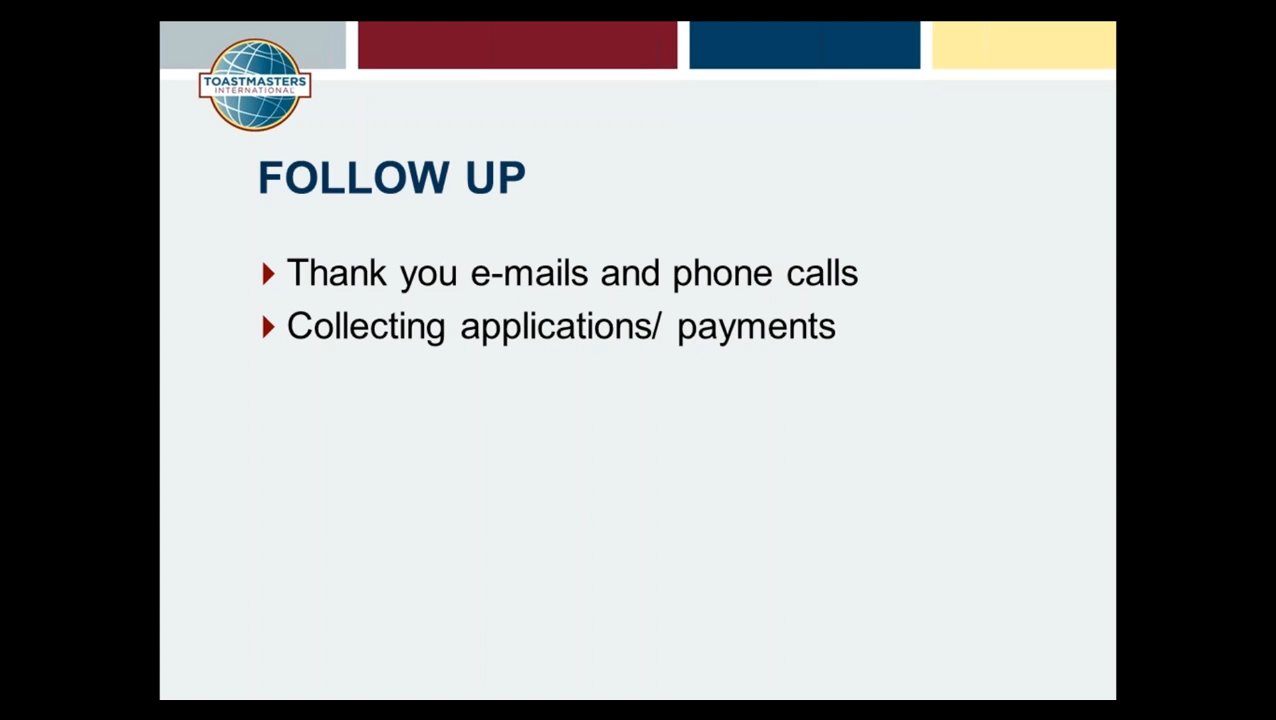 TOASTMASTERS
INTERNATIONAL
FOLLOW UP
Thank you e-mails and phone calls
Collecting applications/ payments